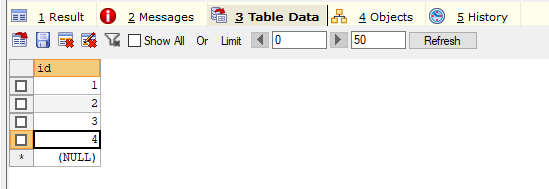 1 Result 2 Messages 3 Table Data 4 Objects 5 History
Show All Or Limit 0 50 Refresh
id
1
2
3
4
* (NULL)